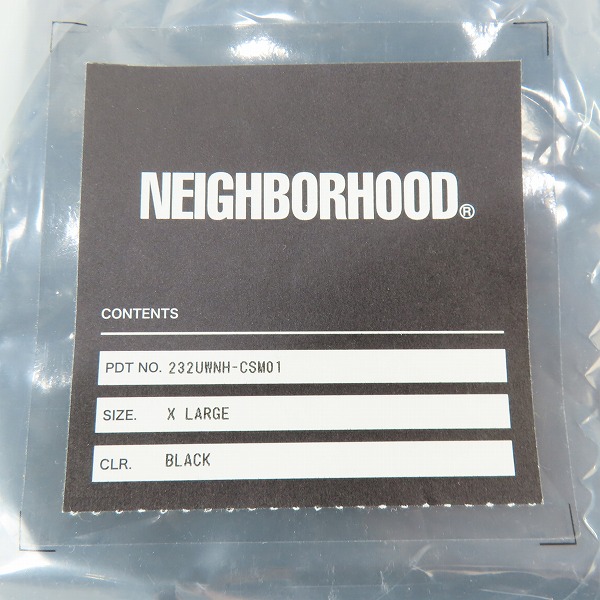 NEIGHBORHOOD®
CONTENTS
PDT NO. 232UWNH-CSM01
SIZE. X LARGE
CLR. BLACK